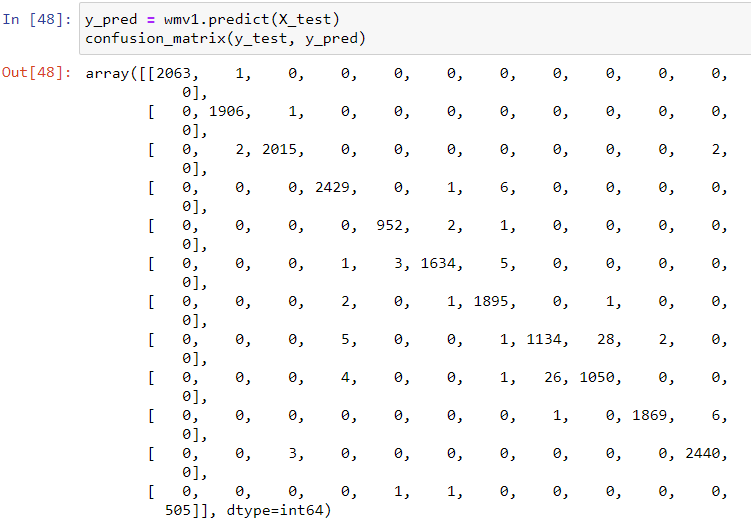 In [48]: y_pred = wmv1.predict(X_test)
confusion_matrix(y_test, y_pred)
Out[48]: array([[2063, 1, 0, 0, 0, 0, 0, 0, 0, 0, 0,
0],
[ 0, 1906, 1, 0, 0, 0, 0, 0, 0, 0, 0,
0],
[ 0, 2, 2015, 0, 0, 0, 0, 0, 0, 0, 2,
0],
[ 0, 0, 0, 2429, 0, 1, 6, 0, 0, 0, 0,
0],
[ 0, 0, 0, 0, 952, 2, 1, 0, 0, 0, 0,
0],
[ 0, 0, 0, 1, 3, 1634, 5, 0, 0, 0, 0,
0],
[ 0, 0, 0, 2, 0, 1, 1895, 0, 1, 0, 0,
0],
[ 0, 0, 0, 5, 0, 0, 1, 1134, 28, 2, 0,
0],
[ 0, 0, 0, 4, 0, 0, 1, 26, 1050, 0, 0,
0],
[ 0, 0, 0, 0, 0, 0, 0, 1, 0, 1869, 6,
0],
[ 0, 0, 3, 0, 0, 0, 0, 0, 0, 0, 2440,
0],
[ 0, 0, 0, 0, 1, 1, 0, 0, 0, 0, 0,
505]], dtype=int64)